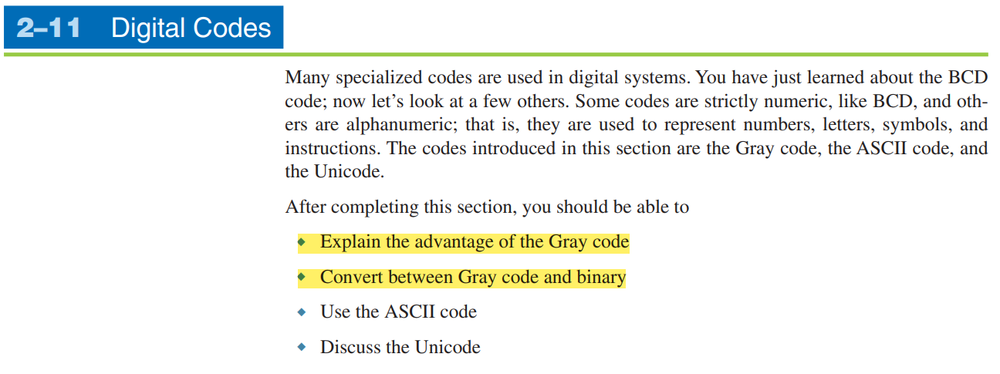 2–11 Digital Codes
Many specialized codes are used in digital systems. You have just learned about the BCD
code; now let’s look at a few others. Some codes are strictly numeric, like BCD, and oth-
ers are alphanumeric; that is, they are used to represent numbers, letters, symbols, and
instructions. The codes introduced in this section are the Gray code, the ASCII code, and
the Unicode.
After completing this section, you should be able to
◆ Explain the advantage of the Gray code
◆ Convert between Gray code and binary
◆ Use the ASCII code
◆ Discuss the Unicode